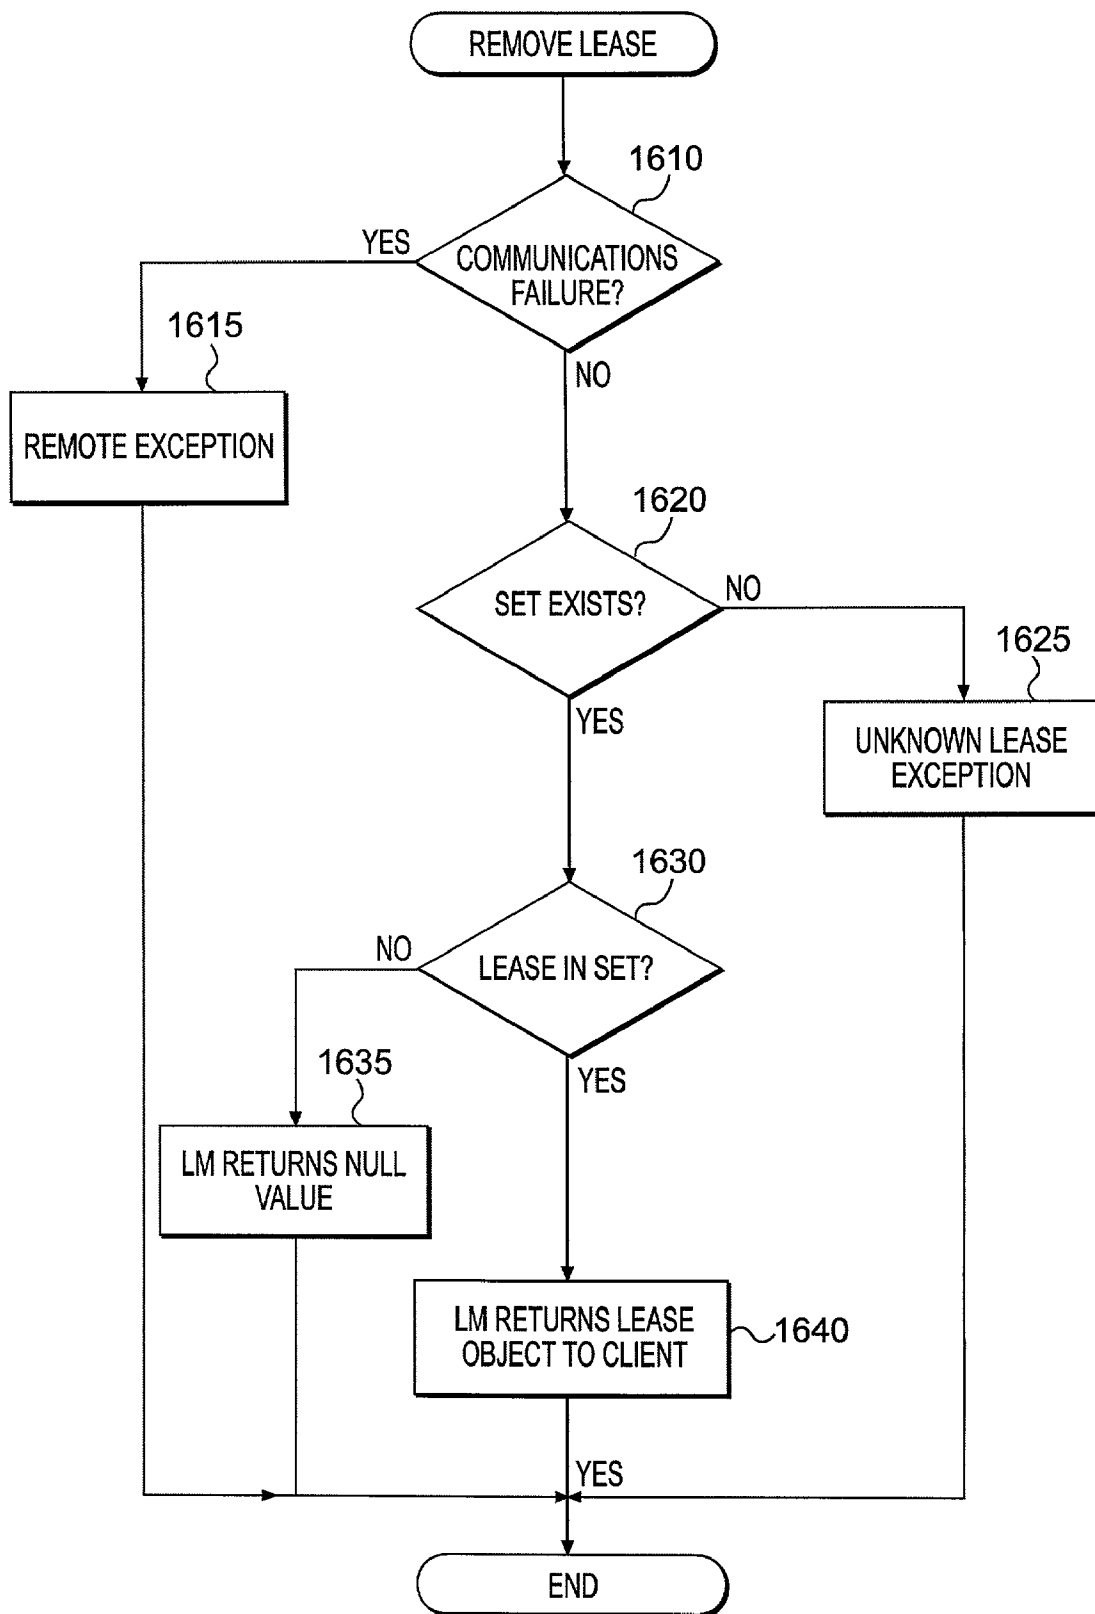 REMOVE LEASE
1610
YES
COMMUNICATIONS
FAILURE?
1615
NO
REMOTE EXCEPTION
1620
SET EXISTS?
NO
1625
YES
UNKNOWN LEASE
EXCEPTION
1630
NO
LEASE IN SET?
1635
YES
LM RETURNS NULL
VALUE
LM RETURNS LEASE
OBJECT TO CLIENT
1640
YES
END